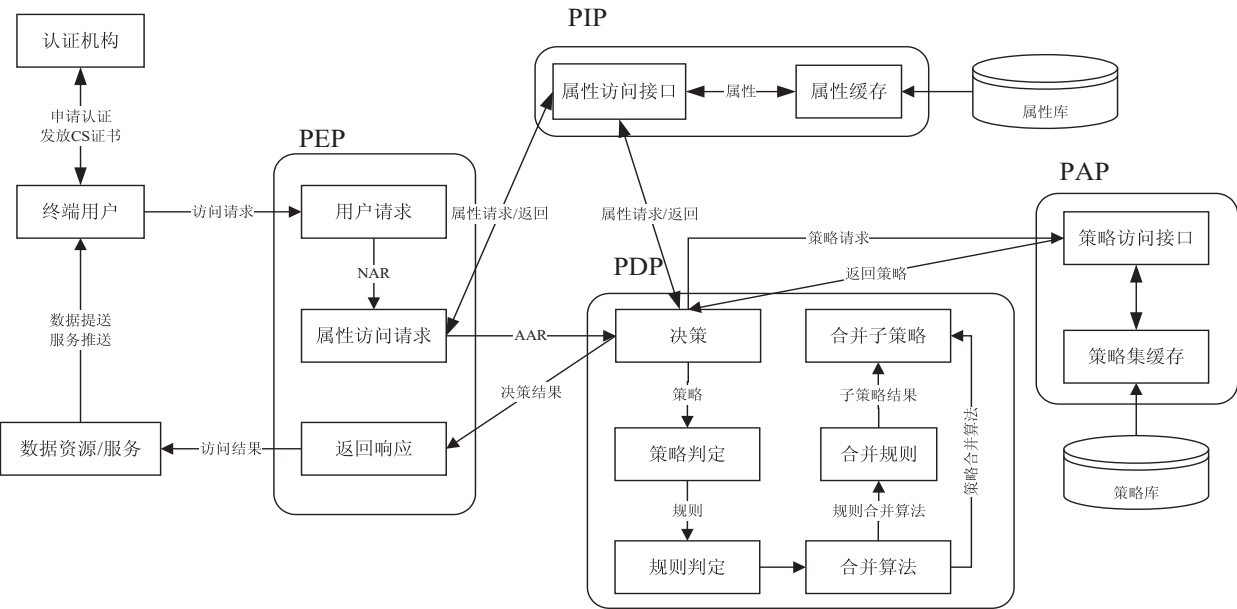 PIP
认证机构
属性访问接口
属性
属性缓存
属性库
申请认证
发放CS证书
PEP
PAP
终端用户
访问请求
用户请求
属性请求/返回
属性请求/返回
策略请求
策略访问接口
NAR
PDP
返回策略
数据提送
服务推送
属性访问请求
AAR
决策
合并子策略
策略集缓存
决策结果
策略
子策略结果
策略合并算法
数据资源/服务
访问结果
返回响应
策略判定
合并规则
策略库
规则
规则合并算法
规则判定
合并算法